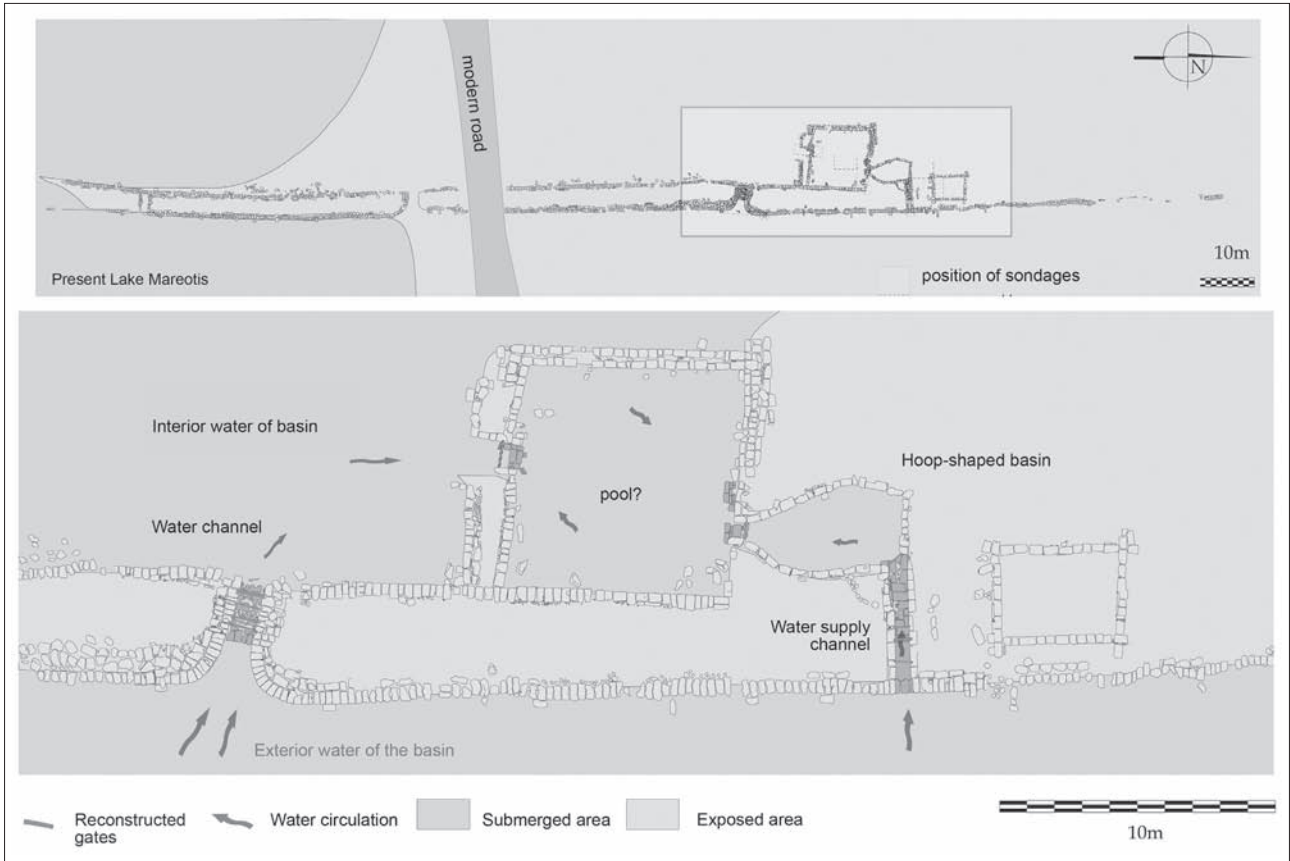 modern road
N
10m
position of sondages
Present Lake Mareotis
Interior water of basin
Hoop-shaped basin
pool?
Water channel
Water supply
channel
Exterior water of the basin
Reconstructed
gates
Water circulation
Submerged area
Exposed area
10m